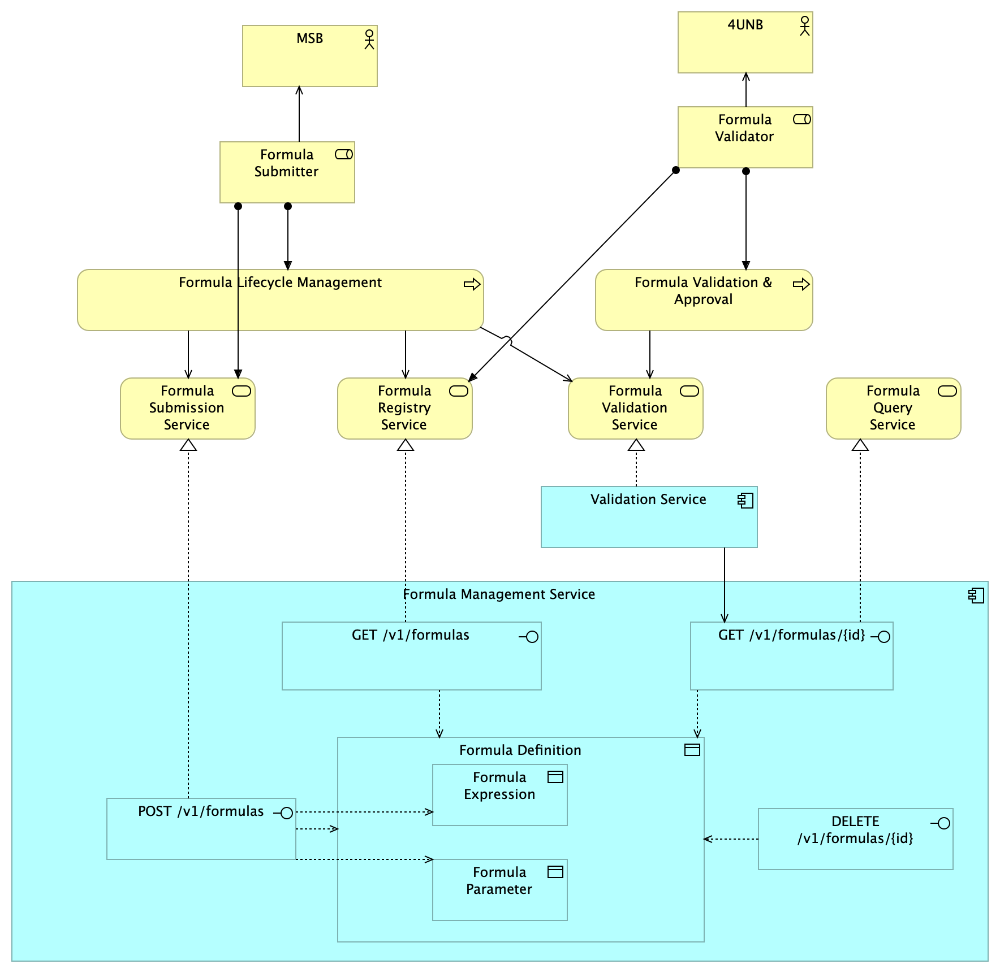 4UNB
MSB
Formula
Validator
Formula
Submitter
Formula Lifecycle Management
Formula Validation &
Approval
Formula
Submission
Service
Formula
Registry
Service
Formula
Validation
Service
Formula
Query
Service
Validation Service
Formula Management Service
GET /v1/formulas
GET /v1/formulas/{id}
Formula Definition
Formula
Expression
POST /v1/formulas
DELETE
/v1/formulas/{id}
Formula
Parameter